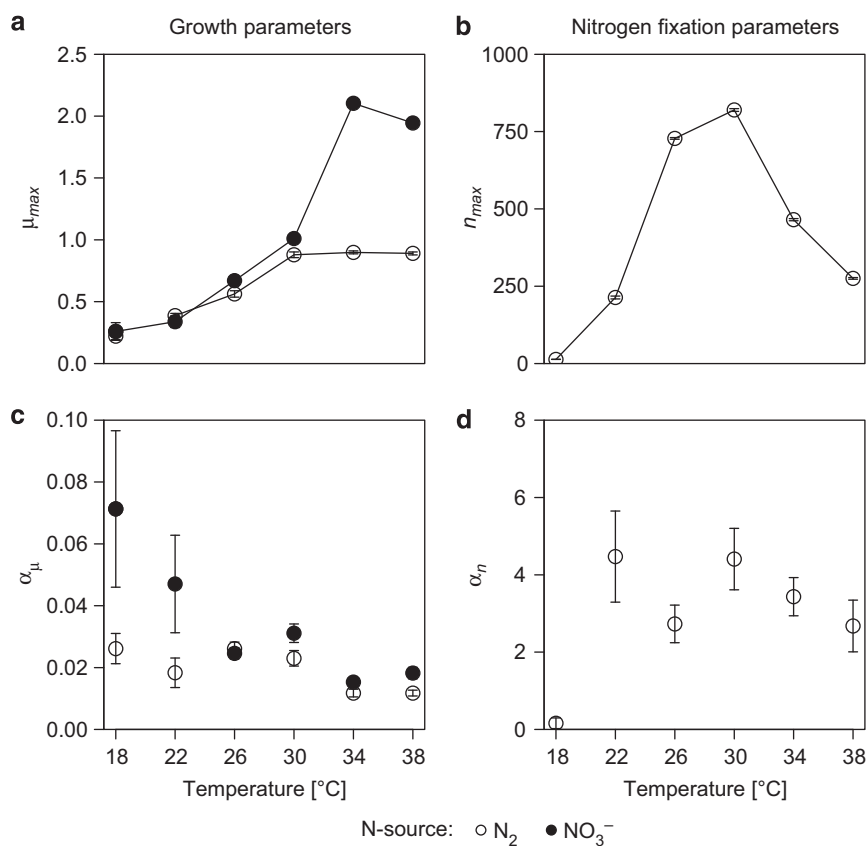 a Growth parameters
b Nitrogen fixation parameters
2.5
2.0
1.5
1.0
0.5
0.0
μmax
1000
750
500
250
0
nmax
c
0.10
0.08
0.06
0.04
0.02
0.00
αμ
18 22 26 30 34 38
Temperature [°C]
d
8
6
4
2
0
αn
18 22 26 30 34 38
Temperature [°C]
N-source: N₂ NO₃⁻